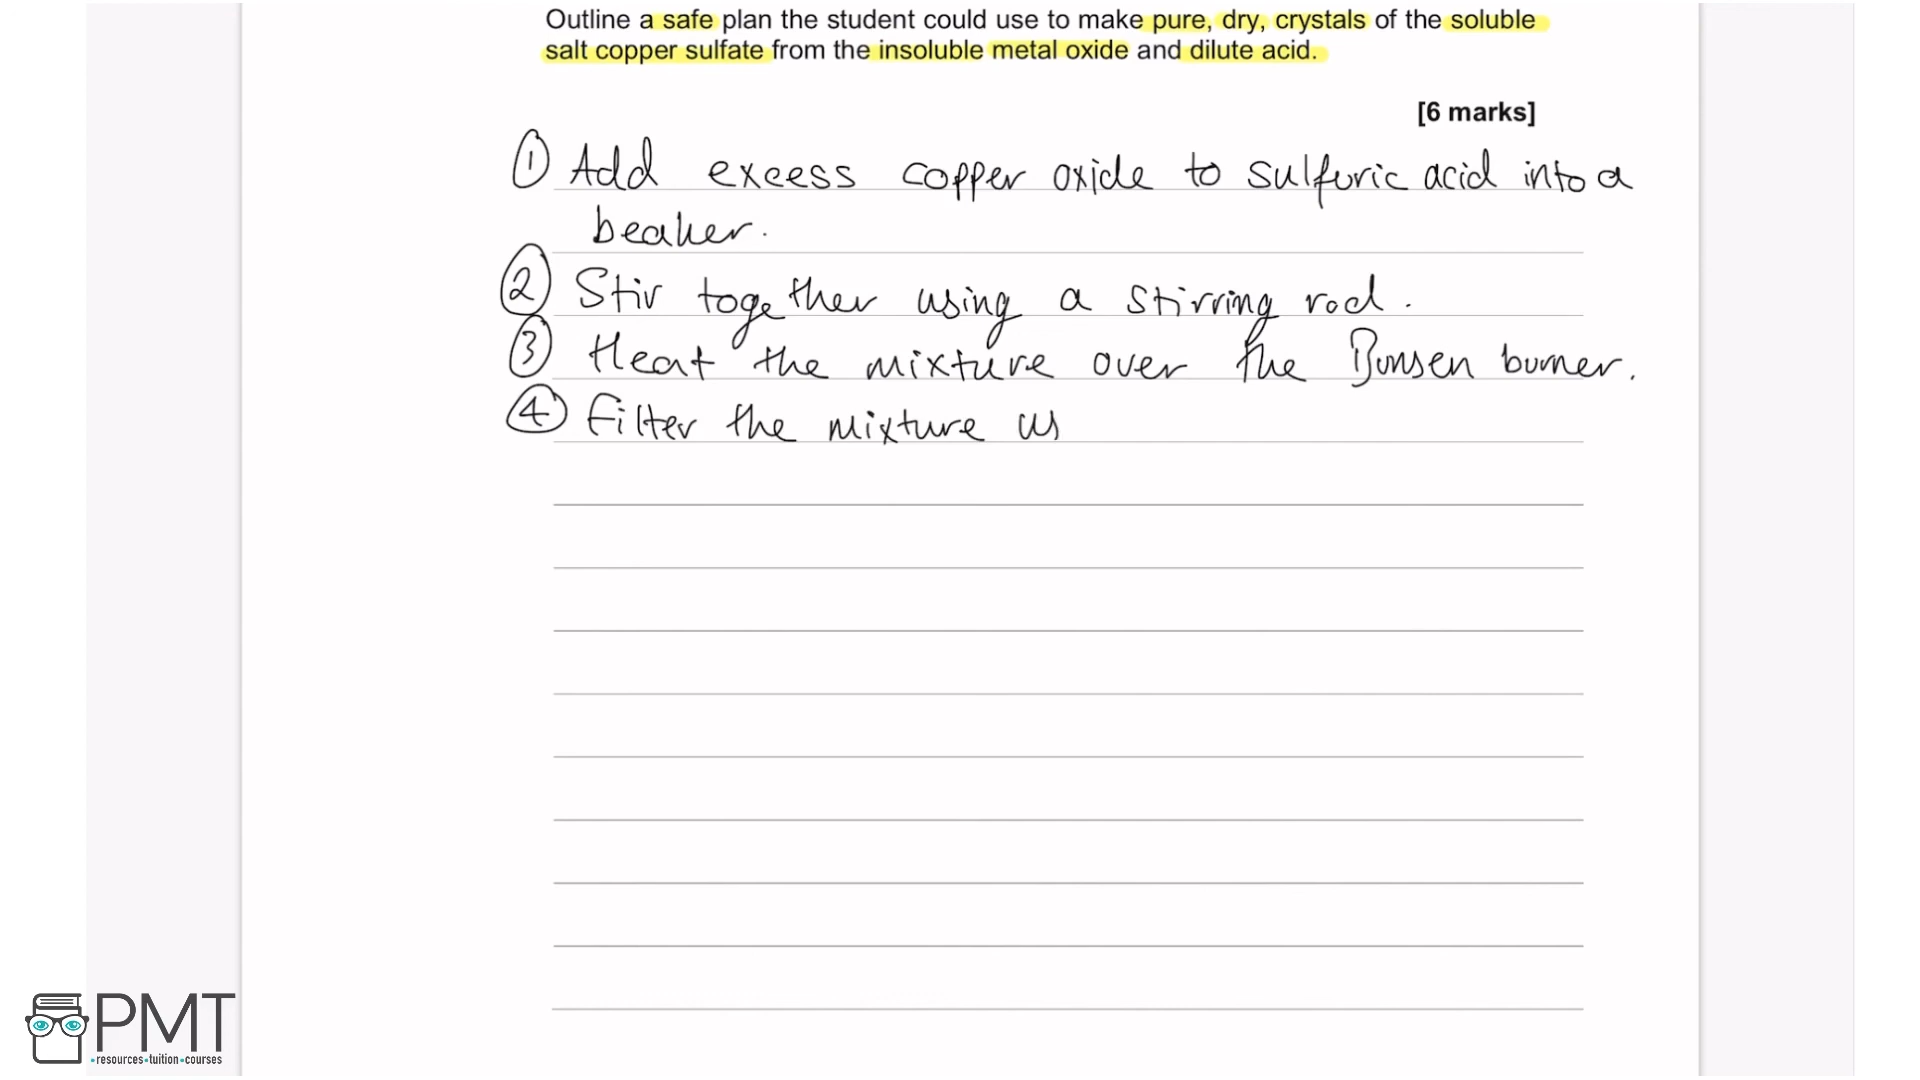 Outline a safe plan the student could use to make pure, dry, crystals of the soluble
salt copper sulfate from the insoluble metal oxide and dilute acid.
[6 marks]
① Add excess copper oxide to sulfuric acid into a
beaker.
② Stir together using a stirring rod.
③ Heat the mixture over the Bunsen burner.
④ Filter the mixture us
PMT
•resources•tuition•courses